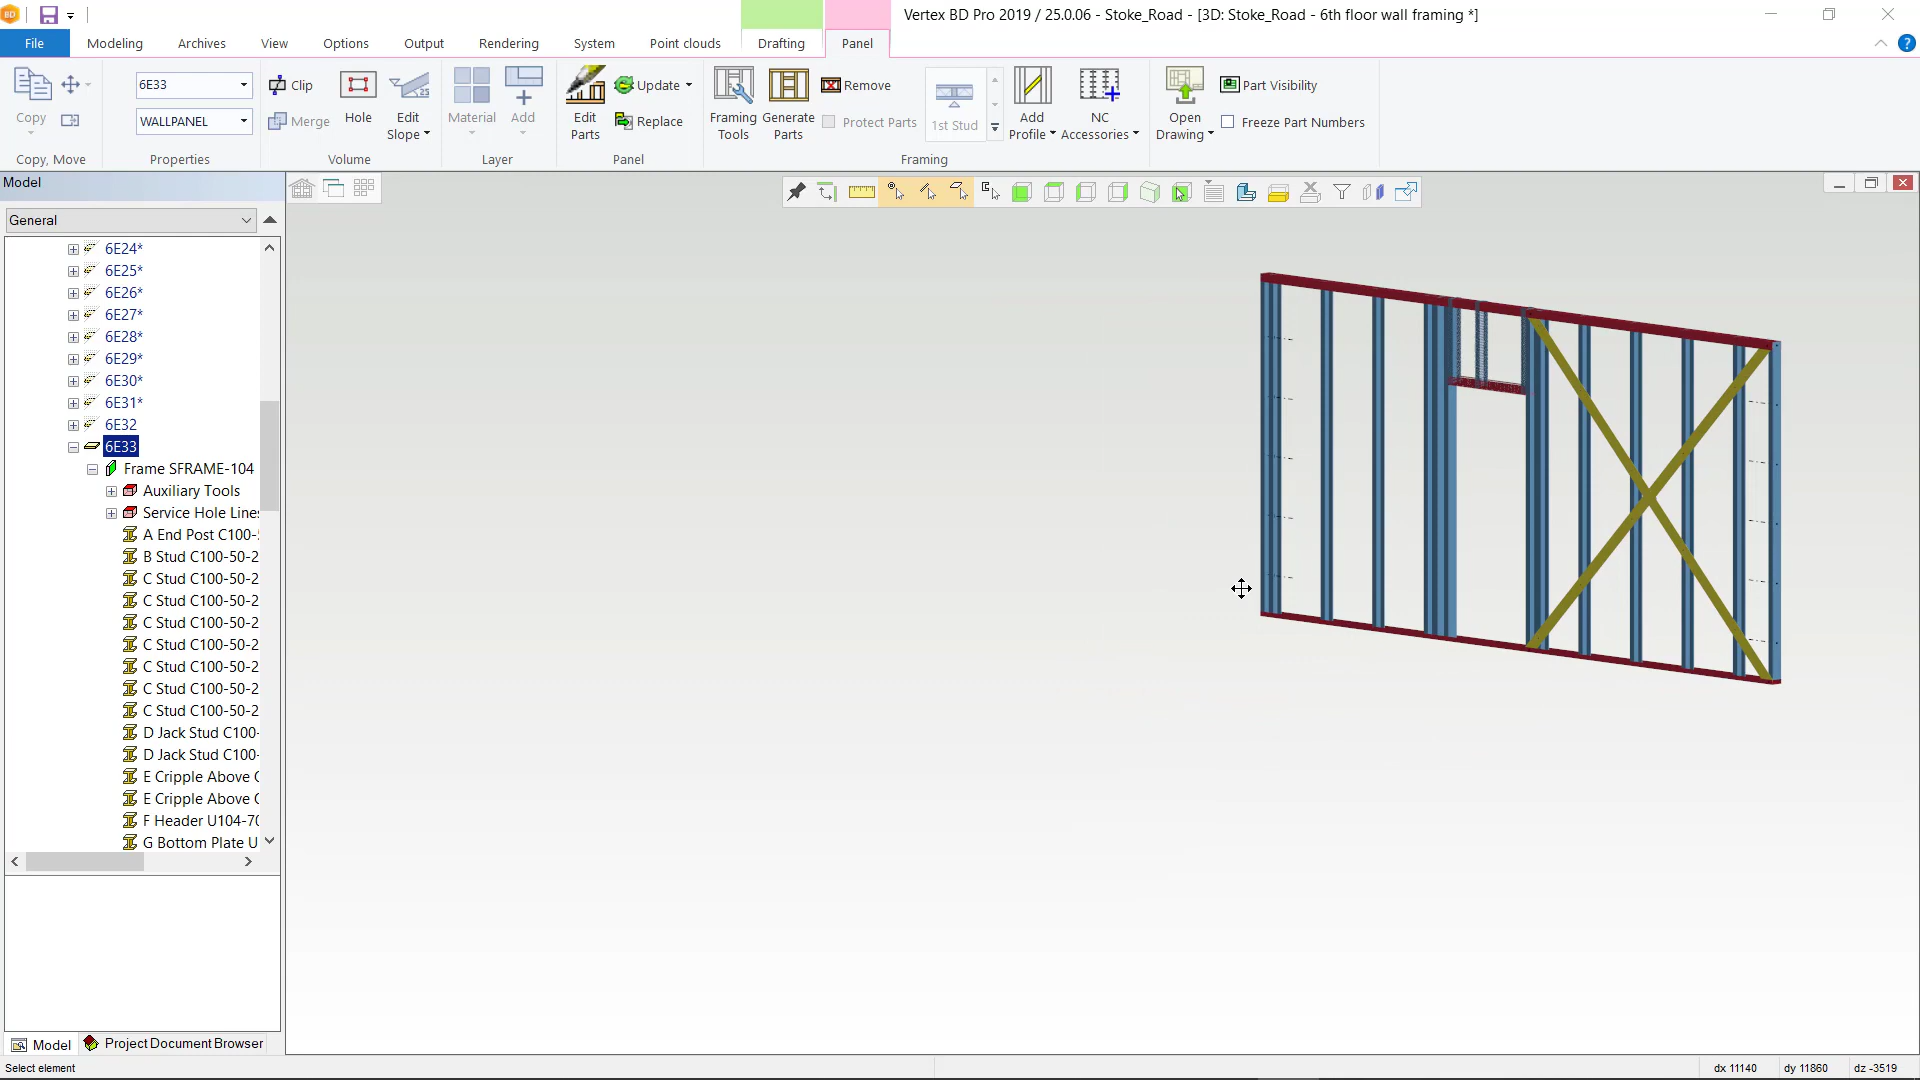 BD
Vertex BD Pro 2019 / 25.0.06 - Stoke_Road - [3D: Stoke_Road - 6th floor wall framing *]
File Modeling Archives View Options Output Rendering System Point clouds Drafting Panel
Copy
Copy, Move
6E33
WALLPANEL
Properties
Clip
Merge
Hole
Edit Slope
Volume
Material
Add
Layer
Edit Parts
Update
Replace
Panel
Framing Tools
Generate Parts
Remove
Protect Parts
1st Stud
Add Profile
NC Accessories
Framing
Open Drawing
Part Visibility
Freeze Part Numbers
Model
General
6E24*
6E25*
6E26*
6E27*
6E28*
6E29*
6E30*
6E31*
6E32
6E33
Frame SFRAME-104
Auxiliary Tools
Service Hole Lines
A End Post C100-
B Stud C100-50-2
C Stud C100-50-2
C Stud C100-50-2
C Stud C100-50-2
C Stud C100-50-2
C Stud C100-50-2
C Stud C100-50-2
C Stud C100-50-2
D Jack Stud C100-
D Jack Stud C100-
E Cripple Above C
E Cripple Above C
F Header U104-70
G Bottom Plate U
Model Project Document Browser
Select element
dx 11140 dy 11860 dz -3519